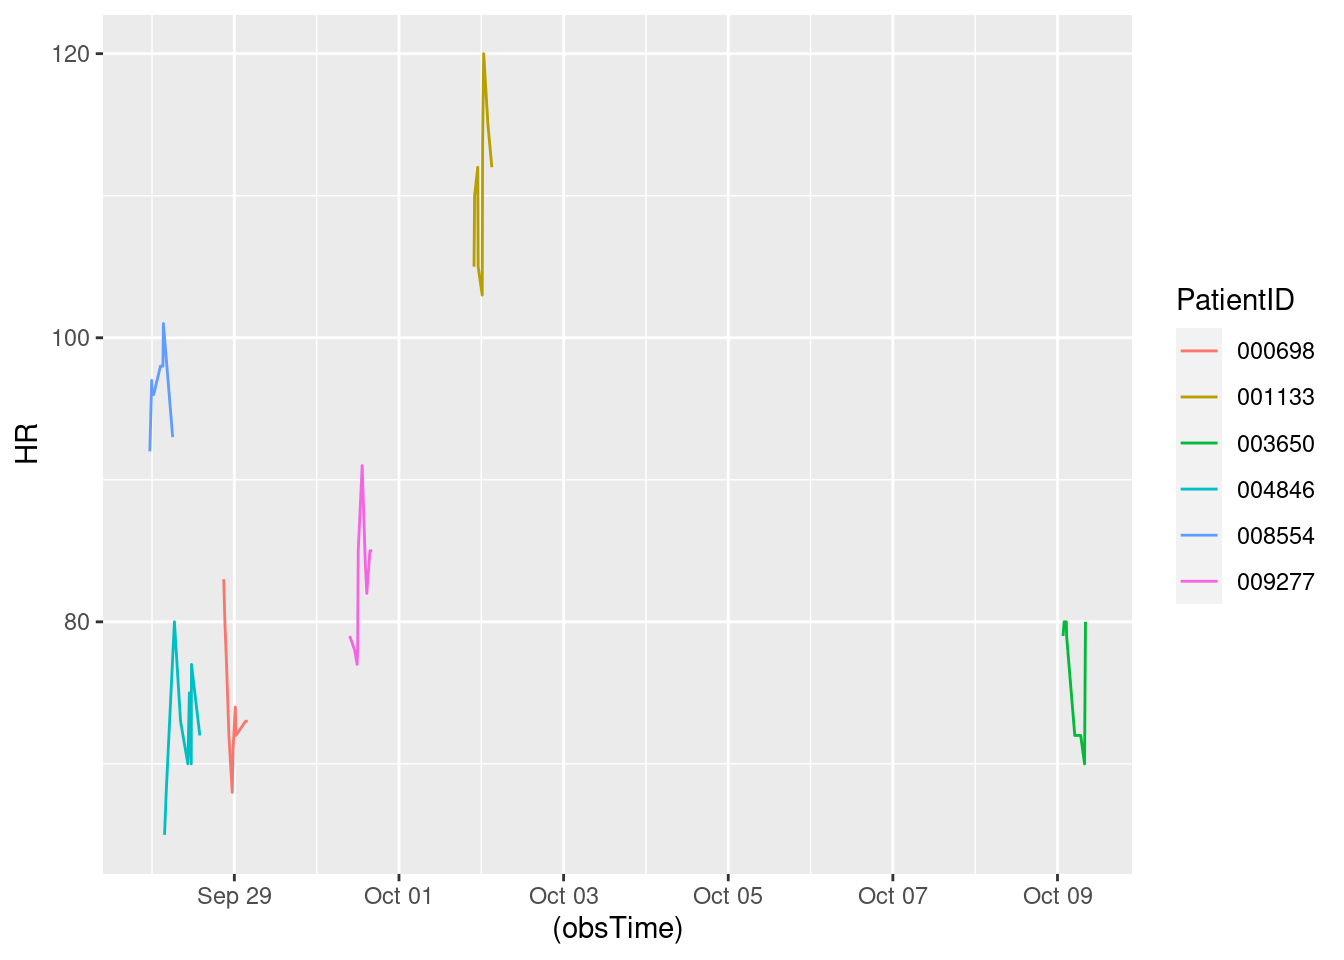 120
100
80
HR
Sep 29
Oct 01
Oct 03
Oct 05
Oct 07
Oct 09
(obsTime)
PatientID
000698
001133
003650
004846
008554
009277